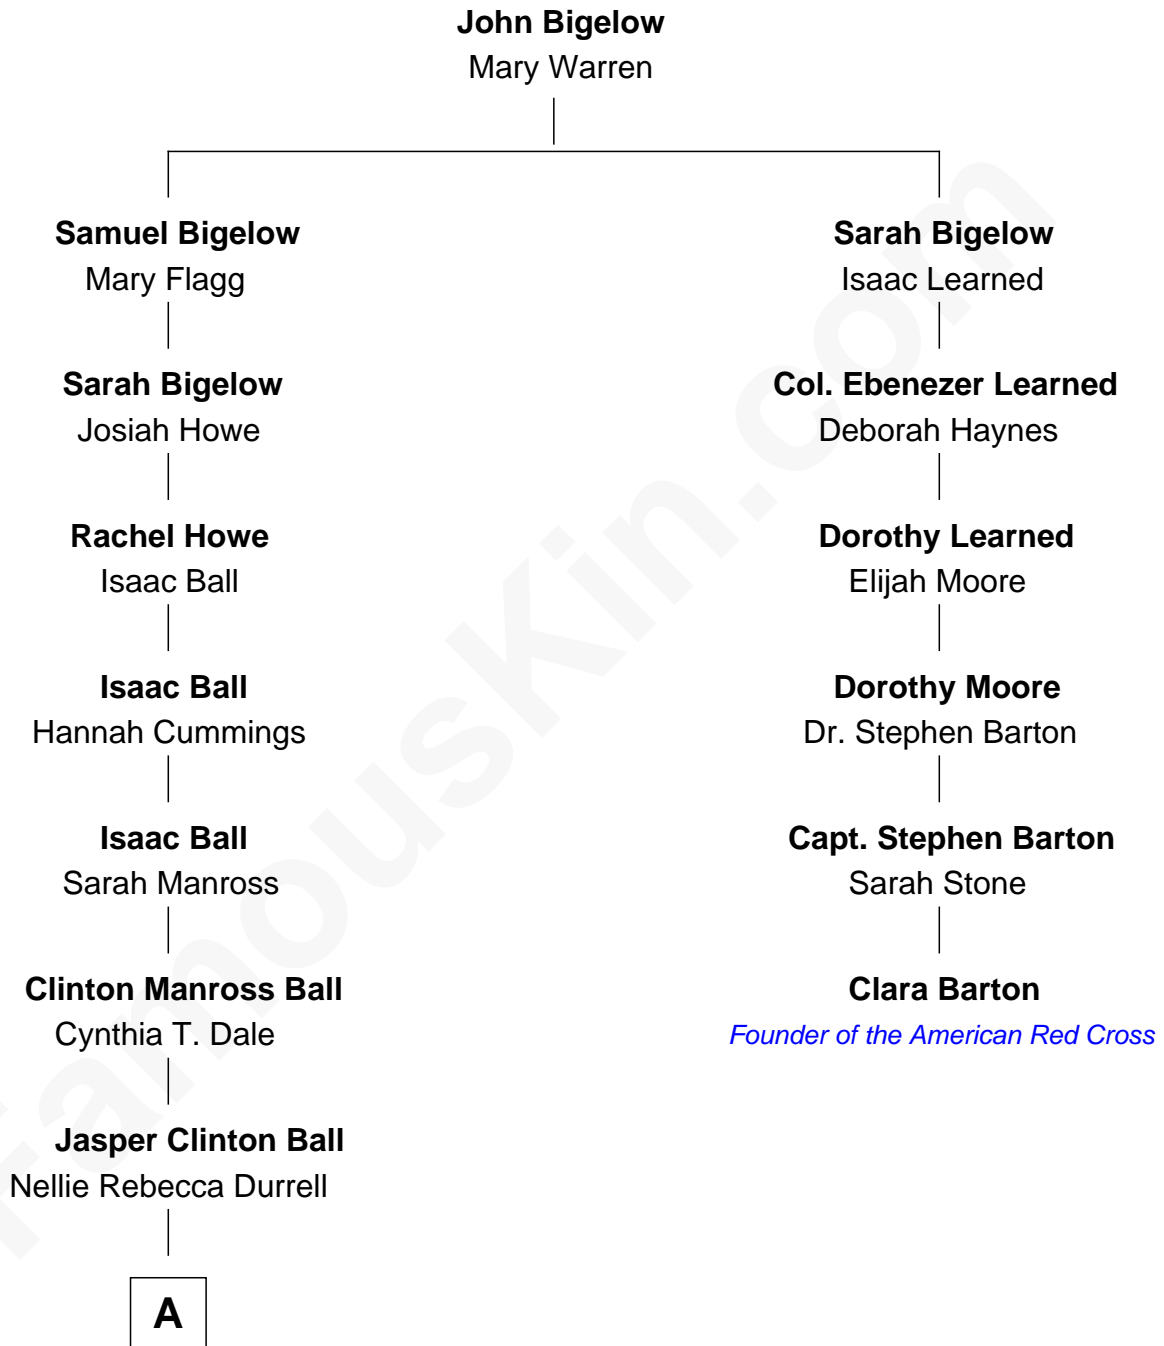 John Bigelow
Mary Warren
Samuel Bigelow
Mary Flagg
Sarah Bigelow
Isaac Learned
Sarah Bigelow
Josiah Howe
Col. Ebenezer Learned
Deborah Haynes
Rachel Howe
Isaac Ball
Dorothy Learned
Elijah Moore
Isaac Ball
Hannah Cummings
Dorothy Moore
Dr. Stephen Barton
Isaac Ball
Sarah Manross
Capt. Stephen Barton
Sarah Stone
Clinton Manross Ball
Cynthia T. Dale
Clara Barton
Founder of the American Red Cross
Jasper Clinton Ball
Nellie Rebecca Durrell
A
FamousKin.com